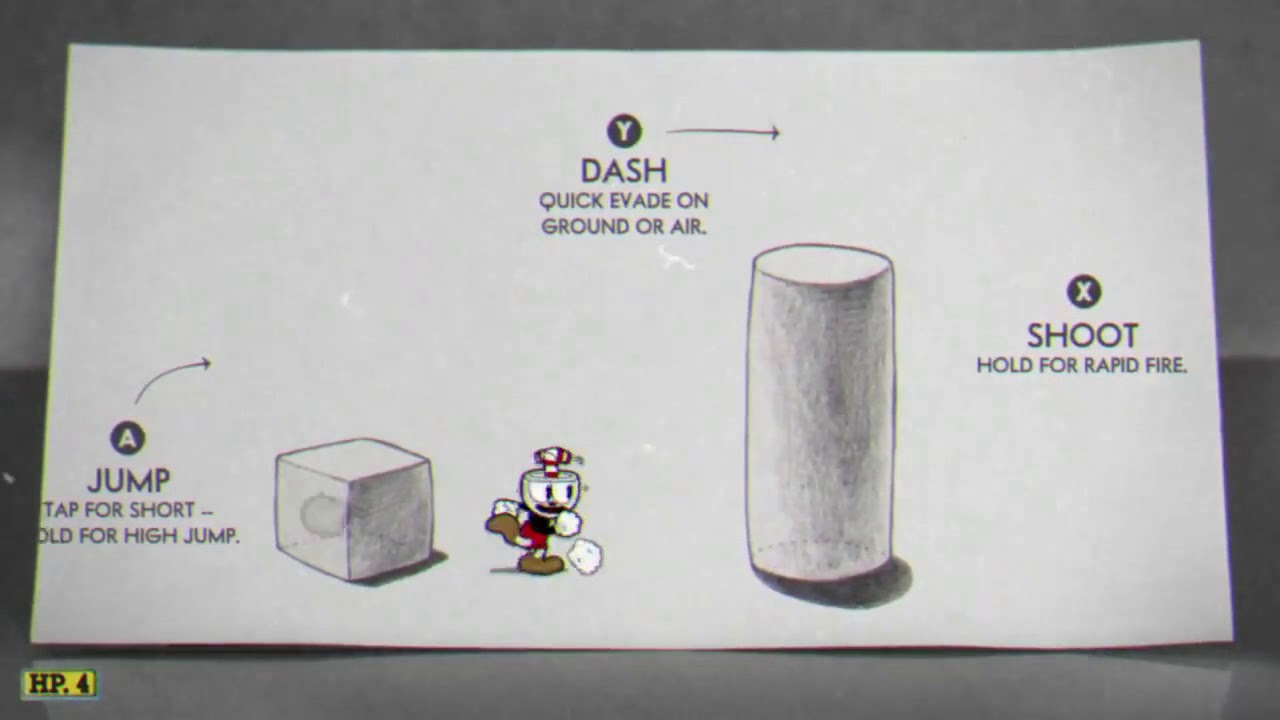 Y
DASH
QUICK EVADE ON
GROUND OR AIR.
X
SHOOT
HOLD FOR RAPID FIRE.
A
JUMP
TAP FOR SHORT –
OLD FOR HIGH JUMP.
HP. 4